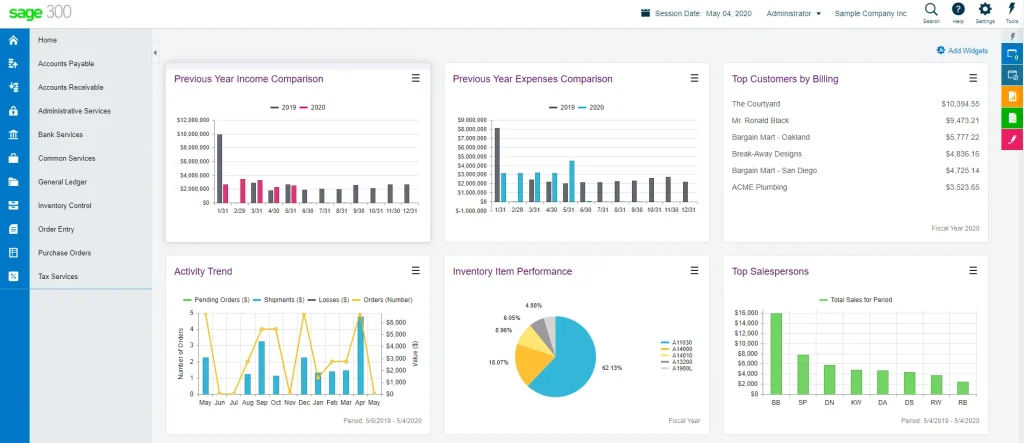 sage 300
Session Date: May 04, 2020
Administrator
Sample Company Inc
Search
Help
Settings
Tools
Home
Accounts Payable
Accounts Receivable
Administrative Services
Bank Services
Common Services
General Ledger
Inventory Control
Order Entry
Purchase Orders
Tax Services
Add Widgets
Previous Year Income Comparison
2019 2020
$12,000,000
$10,000,000
$8,000,000
$6,000,000
$4,000,000
$2,000,000
$0
1/31 2/29 3/31 4/30 5/31 6/30 7/31 8/31 9/30 10/31 11/30 12/31
Previous Year Expenses Comparison
2019 2020
$9,000,000
$8,000,000
$7,000,000
$6,000,000
$5,000,000
$4,000,000
$3,000,000
$2,000,000
$1,000,000
$0
$-1,000,000
1/31 2/29 3/31 4/30 5/31 6/30 7/31 8/31 9/30 10/31 11/30 12/31
Top Customers by Billing
The Courtyard $10,394.55
Mr. Ronald Black $9,473.21
Bargain Mart - Oakland $5,777.22
Break-Away Designs $4,836.16
Bargain Mart - San Diego $4,725.14
ACME Plumbing $3,523.65
Fiscal Year 2020
Activity Trend
Pending Orders ($) Shipments ($) Losses ($) Orders (Number)
Number of Orders
5
4
3
2
1
0
$6,000
$5,000
$4,000
$3,000
$2,000
$1,000
$0
Value ($)
May Jun Jul Aug Sep Oct Nov Dec Jan Feb Mar Apr May
Period: 5/6/2019 - 5/4/2020
Inventory Item Performance
4.80%
6.05%
8.96%
18.07%
62.13%
A11030
A14000
A14010
A13200
A1900L
Fiscal Year
Top Salespersons
Total Sales for Period
$16,000
$14,000
$12,000
$10,000
$8,000
$6,000
$4,000
$2,000
$0
BB SP DN KW DA DS RW RB
Period: 5/4/2019 - 5/4/2020